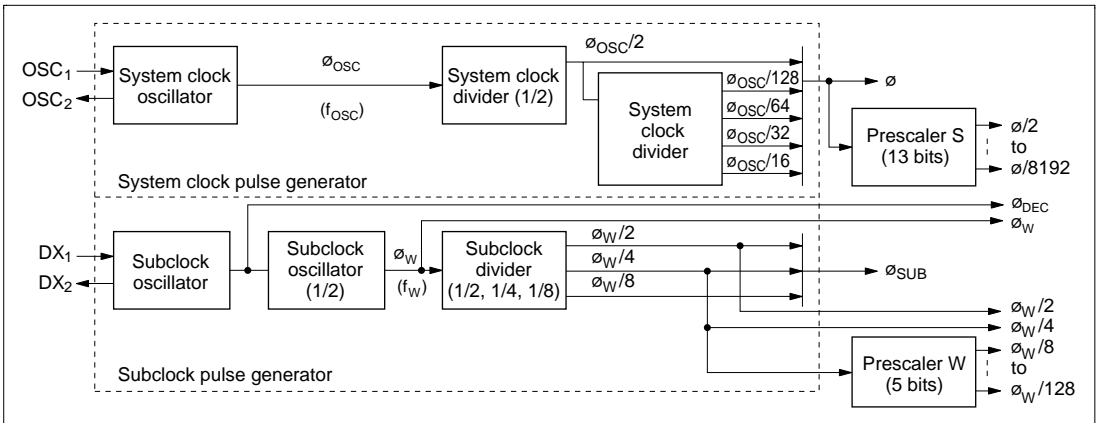 OSC1
OSC2
System clock
oscillator
øOSC
(fOSC)
System clock
divider (1/2)
øOSC/2
System
clock
divider
øOSC/128
øOSC/64
øOSC/32
øOSC/16
ø
Prescaler S
(13 bits)
ø/2
to
ø/8192
System clock pulse generator
øDEC
øW
DX1
DX2
Subclock
oscillator
Subclock
oscillator
(1/2)
øW
(fW)
Subclock
divider
(1/2, 1/4, 1/8)
øW/2
øW/4
øW/8
øSUB
øW/2
øW/4
Prescaler W
(5 bits)
øW/8
to
øW/128
Subclock pulse generator